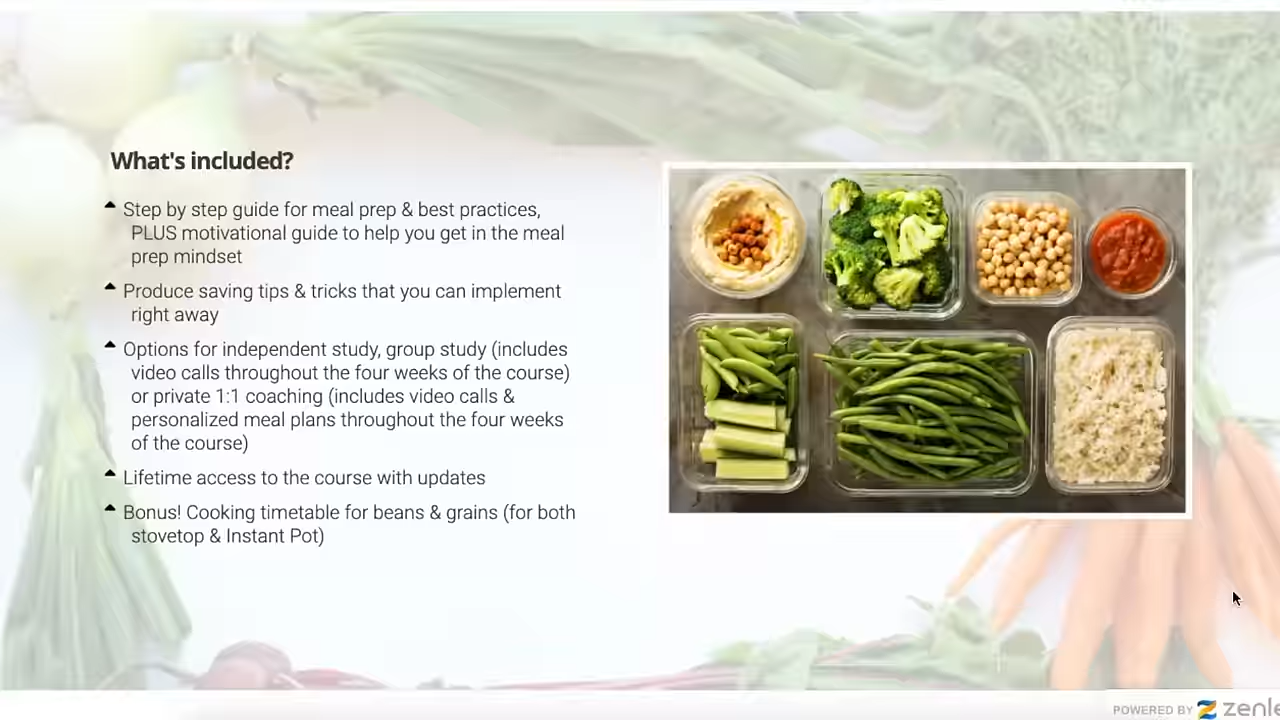 What's included?
Step by step guide for meal prep & best practices,
PLUS motivational guide to help you get in the meal
prep mindset
Produce saving tips & tricks that you can implement
right away
Options for independent study, group study (includes
video calls throughout the four weeks of the course)
or private 1:1 coaching (includes video calls &
personalized meal plans throughout the four weeks
of the course)
Lifetime access to the course with updates
Bonus! Cooking timetable for beans & grains (for both
stovetop & Instant Pot)
POWERED BY zenle